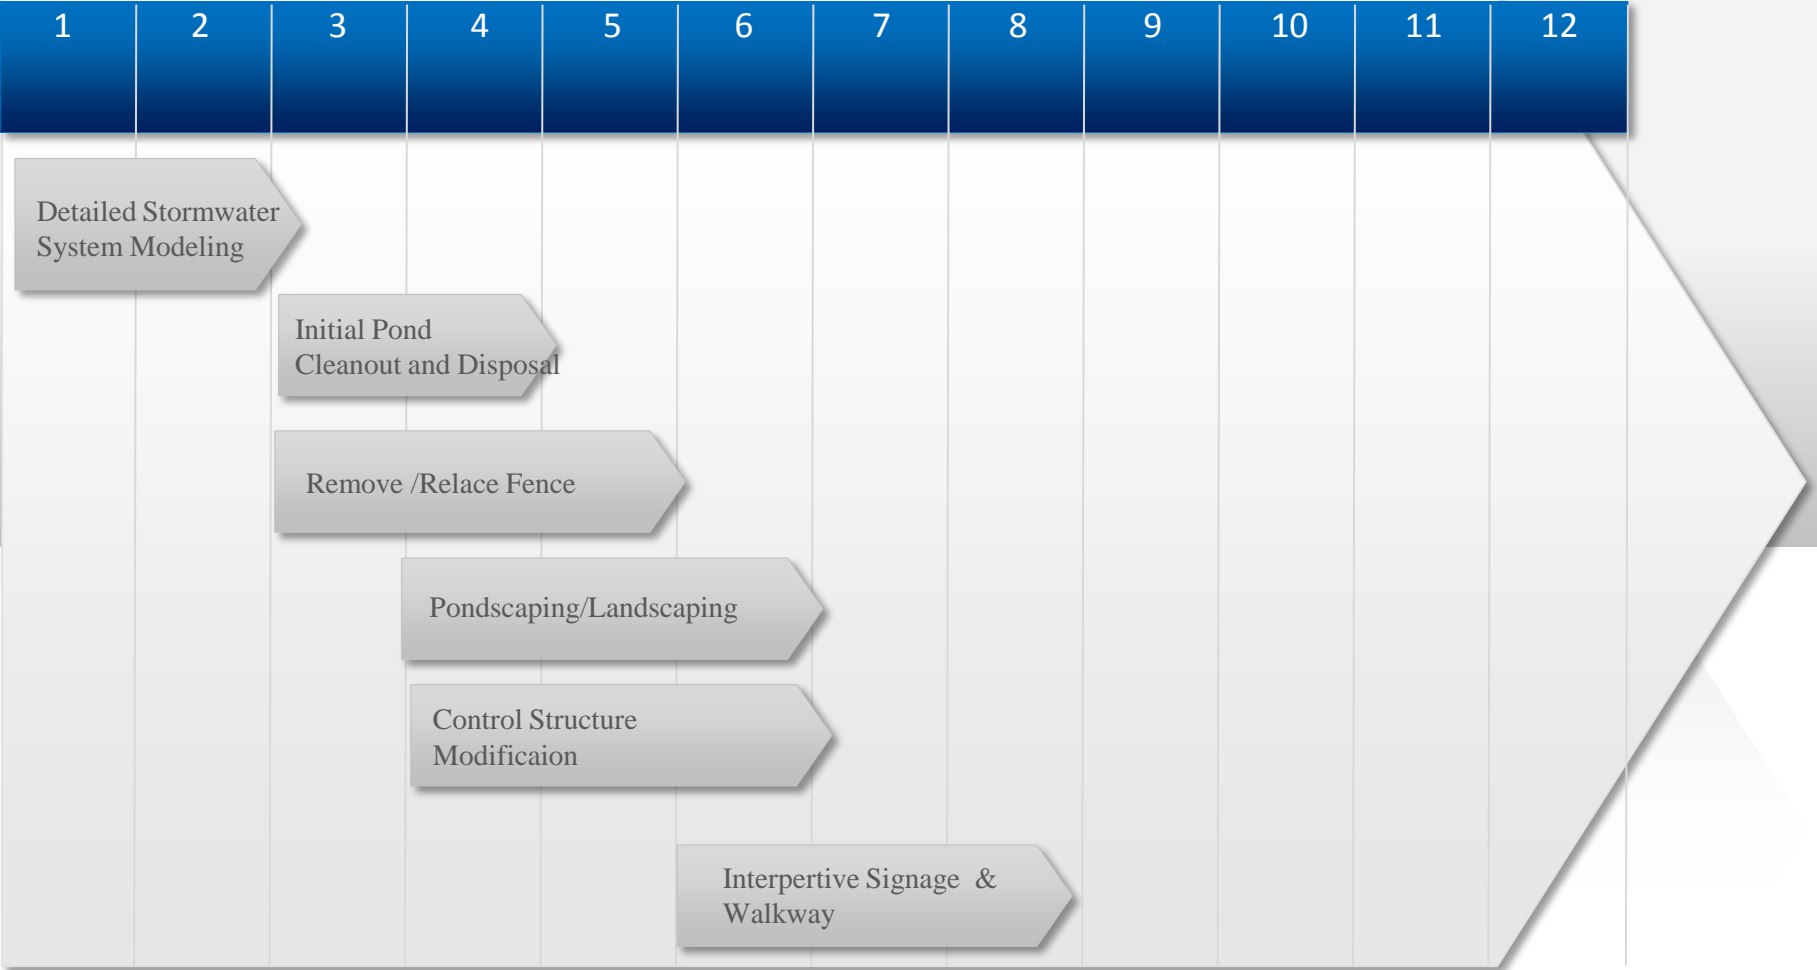 1 2 3 4 5 6 7 8 9 10 11 12
Detailed Stormwater
System Modeling
Initial Pond
Cleanout and Disposal
Remove /Relace Fence
Pondscaping/Landscaping
Control Structure
Modificaion
Interpertive Signage  &
Walkway